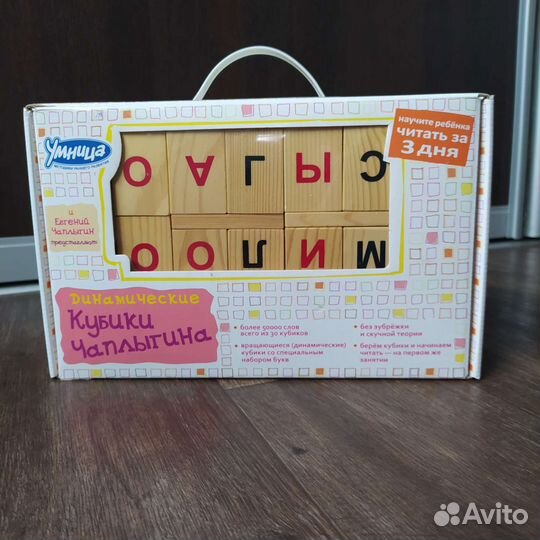 Умница
научите ребёнка
читать за
3 дня
и
Евгений
Чаплыгин
представляют
О А Г Ы С
О О Л И М
Динамические
Кубики
Чаплыгина
• более 50000 слов
всего из 30 кубиков
• вращающиеся (динамические)
кубики со специальным
набором букв
• без зубрёжки
и скучной теории
• берём кубики и начинаем
читать — на первом же
занятии
Avito